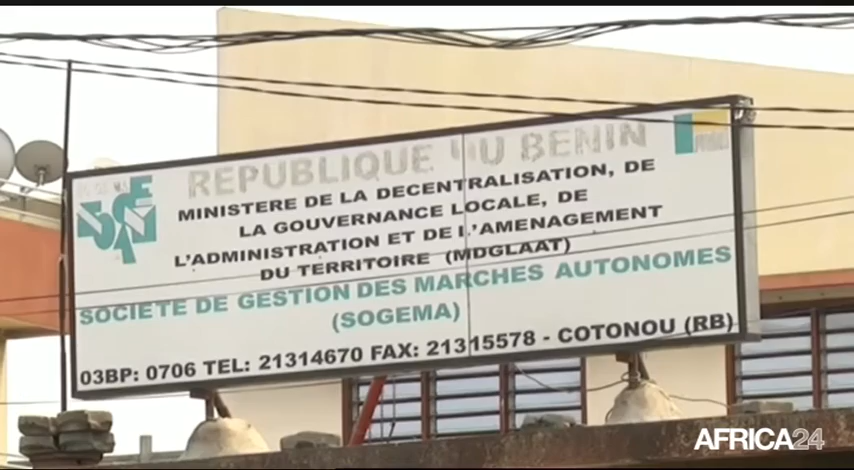 REPUBLIQUE DU BENIN
MINISTERE DE LA DECENTRALISATION, DE
LA GOUVERNANCE LOCALE, DE
L'ADMINISTRATION ET DE L'AMENAGEMENT
DU TERRITOIRE (MDGLAAT)
SOCIETE DE GESTION DES MARCHES AUTONOMES
(SOGEMA)
03BP: 0706 TEL: 21314670 FAX: 21315578 - COTONOU (RB)
AFRICA24